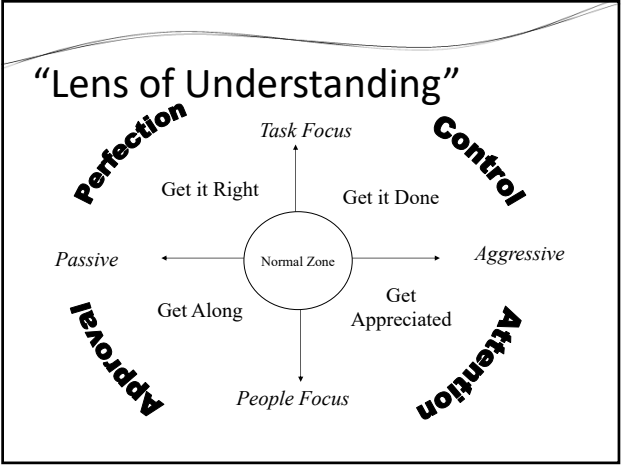 “Lens of Understanding”
Perfection
Task Focus
Control
Get it Right
Get it Done
Passive
Normal Zone
Aggressive
Get Along
Get
Appreciated
Approval
People Focus
Attention